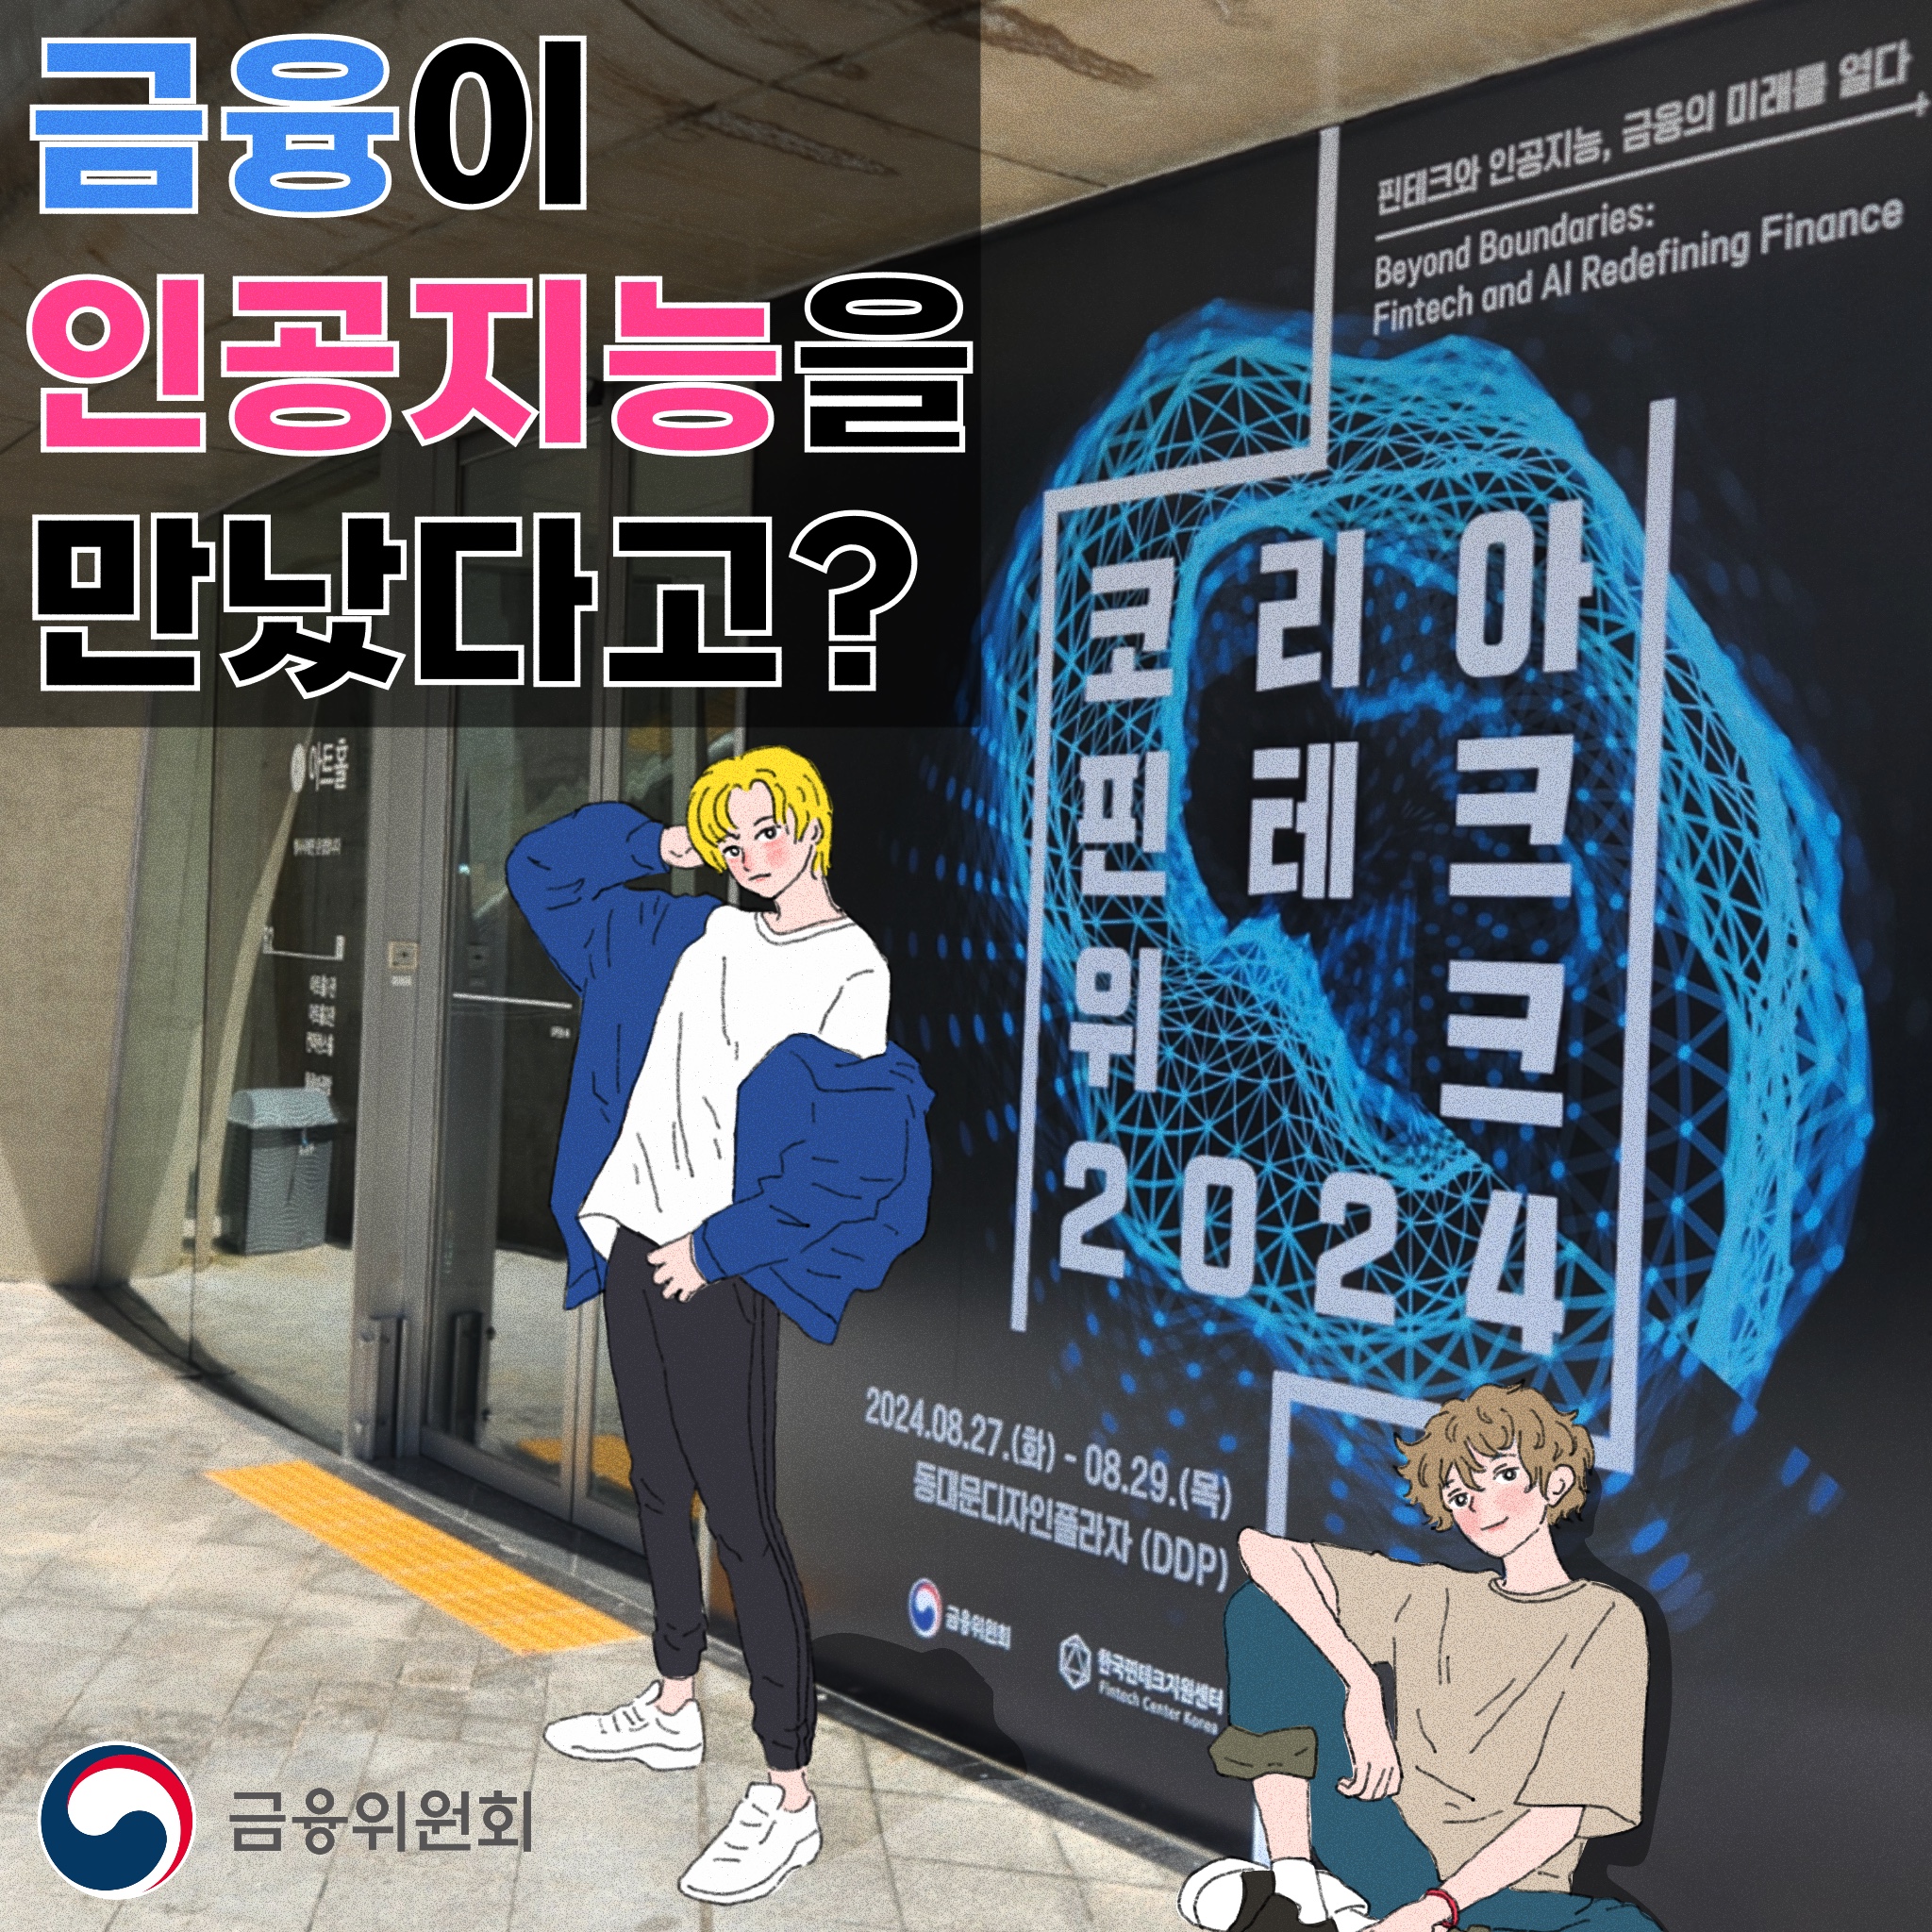 금융이
인공지능을
만났다고?
핀테크와 인공지능, 금융의 미래를 열다
Beyond Boundaries:
Fintech and AI Redefining Finance
코리아
핀테크
위크
2024
2024.08.27.(화) - 08.29.(목)
동대문디자인플라자 (DDP)
금융위원회
한국핀테크지원센터
Fintech Center Korea
아트홀
금융위원회